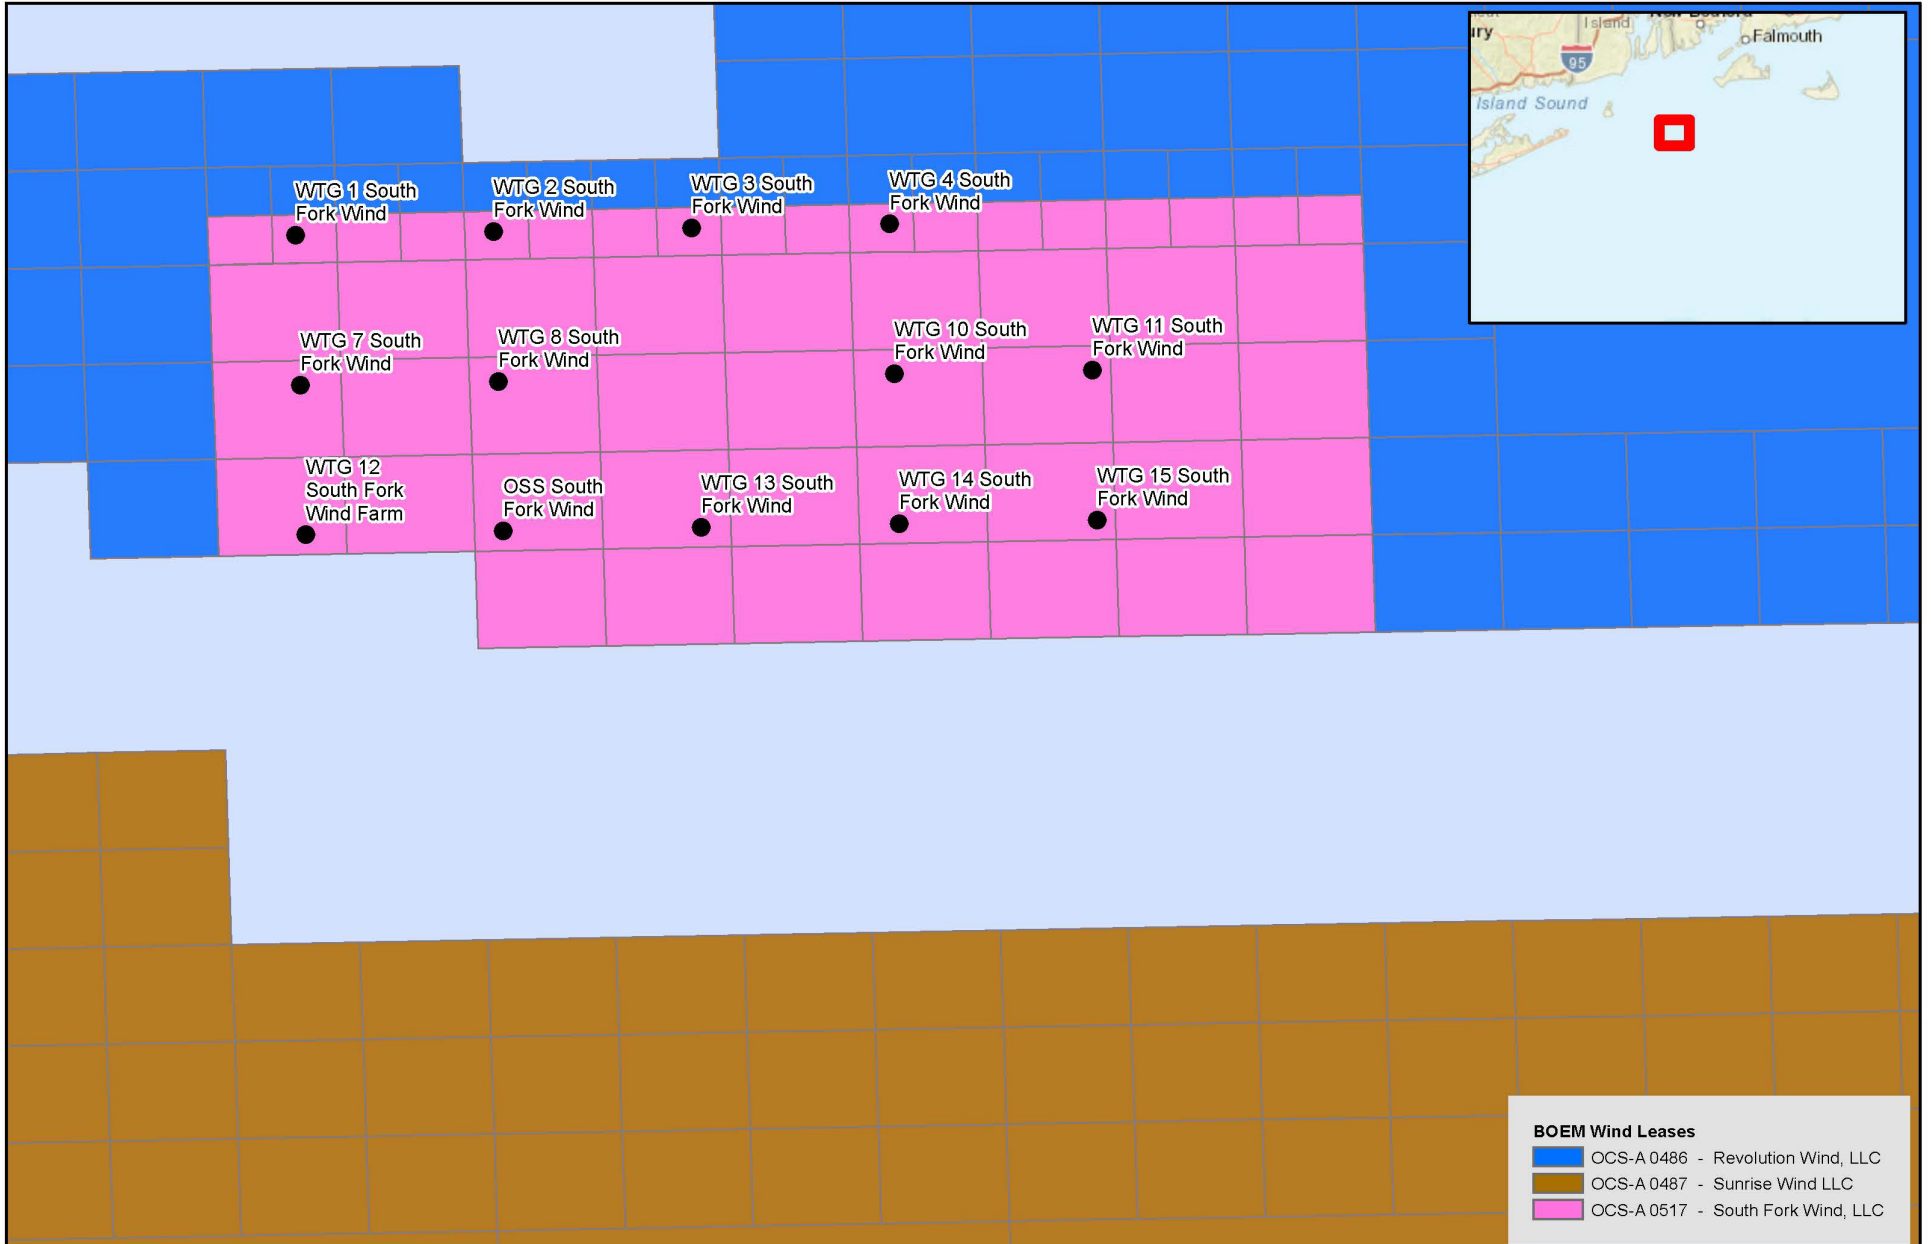 Island
Falmouth
ury
95
Island Sound
WTG 1 South
Fork Wind
WTG 2 South
Fork Wind
WTG 3 South
Fork Wind
WTG 4 South
Fork Wind
WTG 7 South
Fork Wind
WTG 8 South
Fork Wind
WTG 10 South
Fork Wind
WTG 11 South
Fork Wind
WTG 12
South Fork
Wind Farm
OSS South
Fork Wind
WTG 13 South
Fork Wind
WTG 14 South
Fork Wind
WTG 15 South
Fork Wind
BOEM Wind Leases
OCS-A 0486 - Revolution Wind, LLC
OCS-A 0487 - Sunrise Wind LLC
OCS-A 0517 - South Fork Wind, LLC